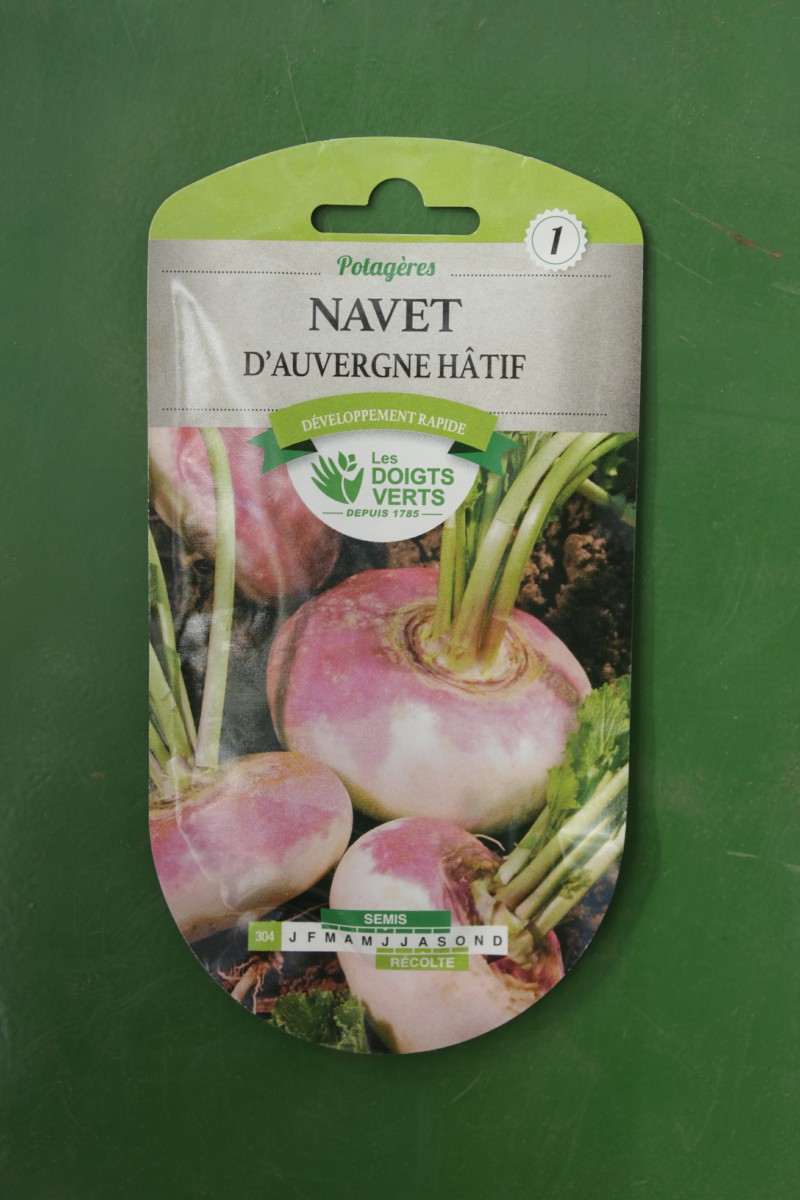 1
Potagères
NAVET
D'AUVERGNE HÂTIF
DÉVELOPPEMENT RAPIDE
Les
DOIGTS
VERTS
DEPUIS 1785
SEMIS
304 J F M A M J J A S O N D
RÉCOLTE